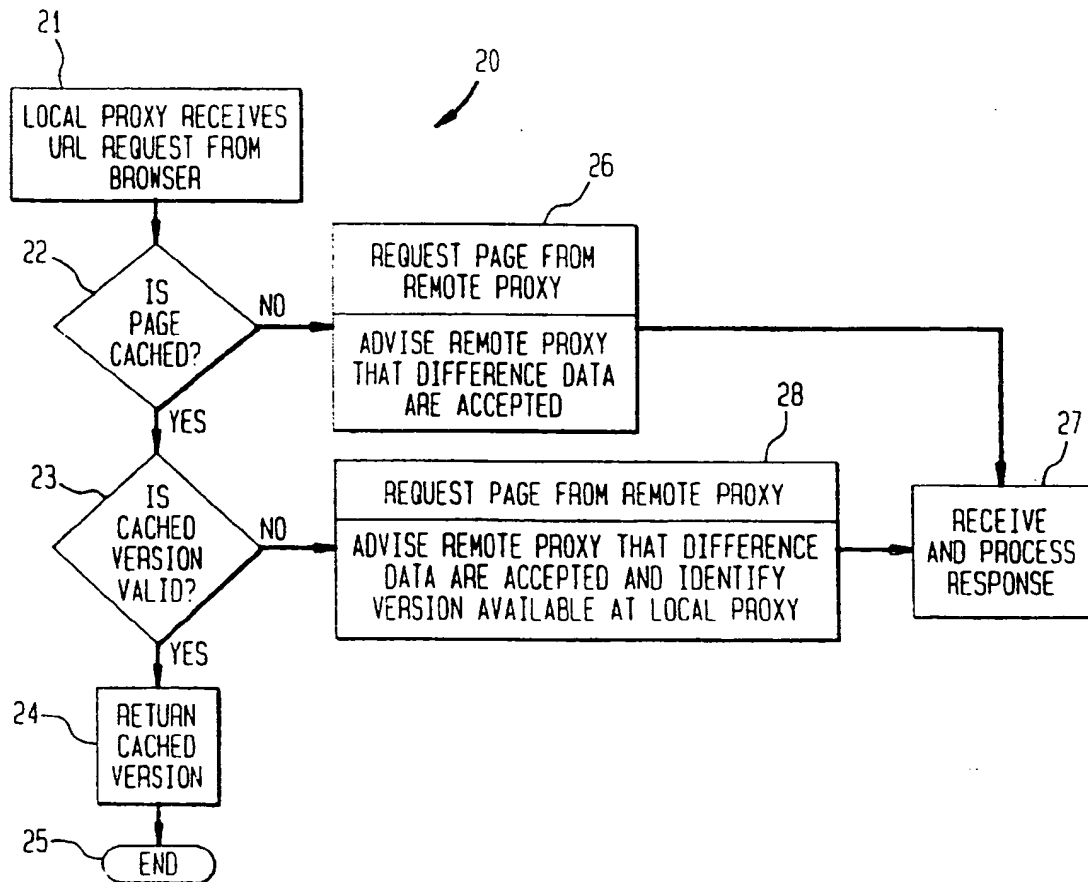 21
20
LOCAL PROXY RECEIVES
URL REQUEST FROM
BROWSER
26
22
IS
PAGE
CACHED?
NO
YES
REQUEST PAGE FROM
REMOTE PROXY
ADVISE REMOTE PROXY
THAT DIFFERENCE DATA
ARE ACCEPTED
28
27
23
IS
CACHED
VERSION
VALID?
NO
YES
REQUEST PAGE FROM REMOTE PROXY
ADVISE REMOTE PROXY THAT DIFFERENCE
DATA ARE ACCEPTED AND IDENTIFY
VERSION AVAILABLE AT LOCAL PROXY
RECEIVE
AND PROCESS
RESPONSE
24
RETURN
CACHED
VERSION
25
END